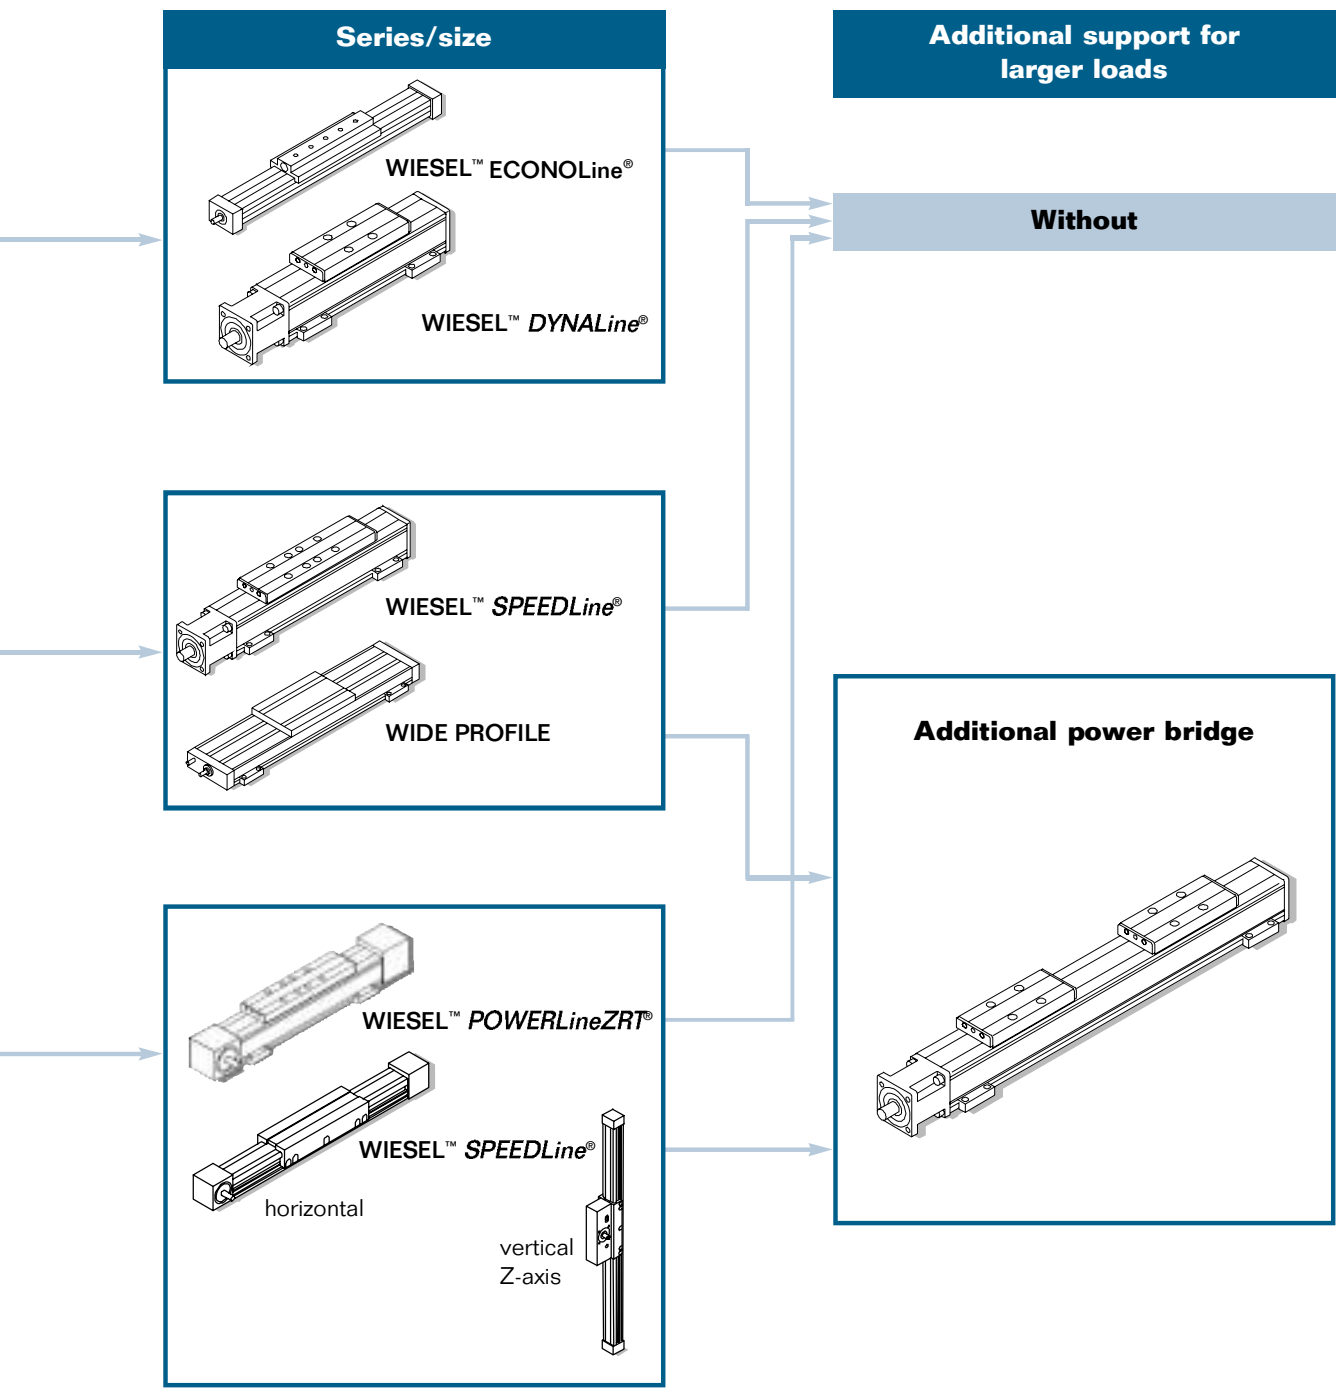 Series/size
Additional support for
larger loads
WIESEL™ ECONOLine®
WIESEL™ DYNALine®
Without
WIESEL™ SPEEDLine®
WIDE PROFILE
Additional power bridge
WIESEL™ POWERLineZRT®
WIESEL™ SPEEDLine®
horizontal
vertical
Z-axis